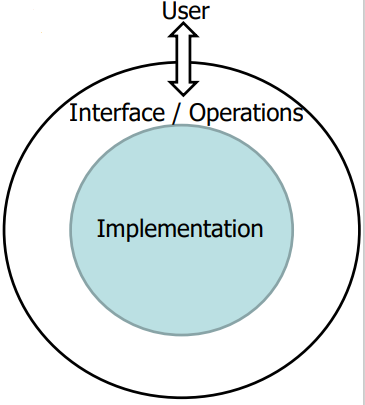 User
Interface / Operations
Implementation